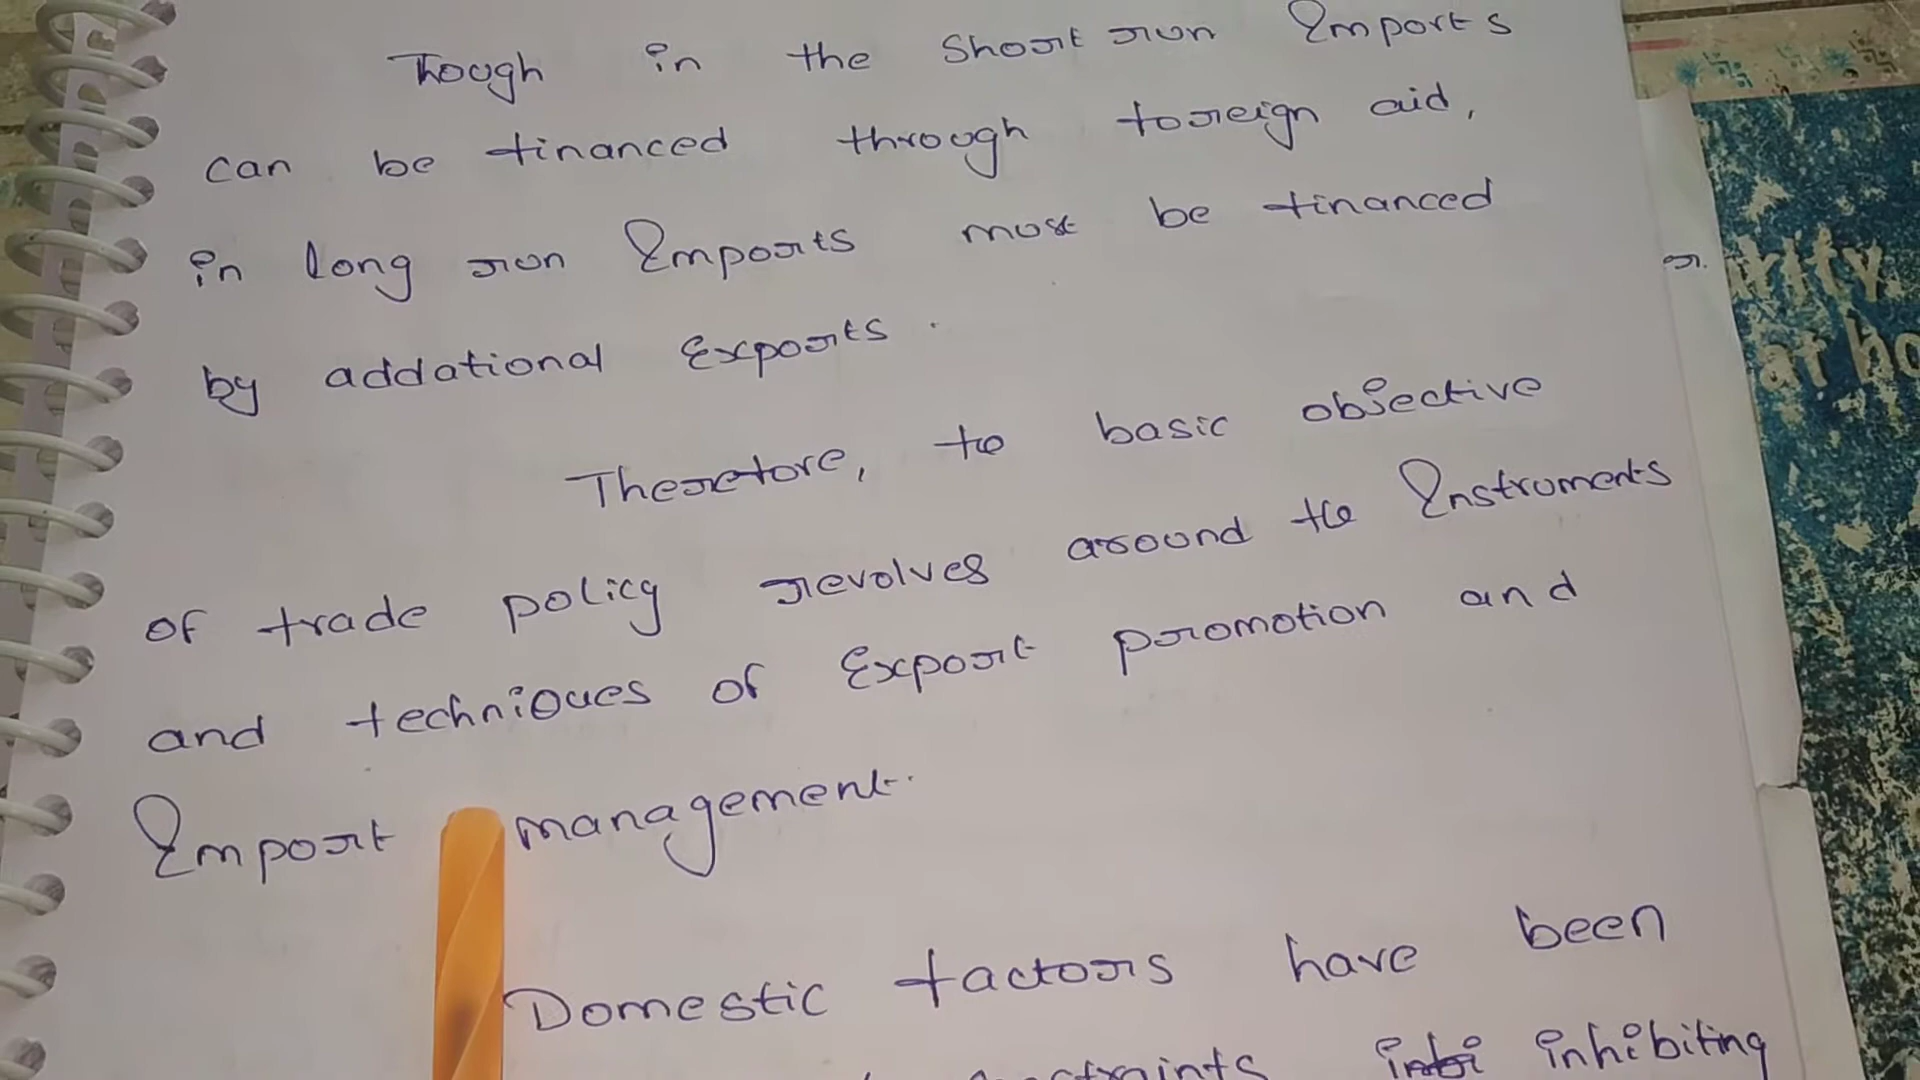 Though in the Short run Imports
can be financed through foreign aid,
in long run Imports must be financed
by addational Exports.
Therefore, the basic objective
of trade policy revolves around the Instruments
and techniques of Export promotion and
Import management.
Domestic factors have been
inhibiting